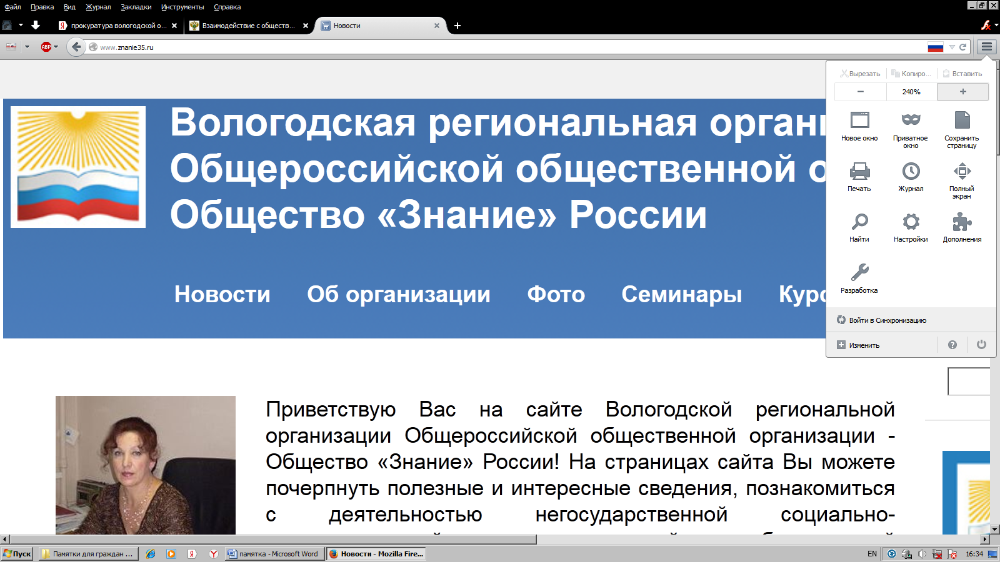 Файл Правка Вид Журнал Закладки Инструменты Справка
прокуратура вологодской о...
Взаимодействие с обществ...
Новости
ABP
www.znanie35.ru
Вырезать Копиро... Вставить
− 240% +
Новое окно
Приватное окно
Сохранить страницу
Печать
Журнал
Полный экран
Найти
Настройки
Дополнения
Разработка
Войти в Синхронизацию
Изменить
Вологодская региональная органи
Общероссийской общественной о
Общество «Знание» России
Новости Об организации Фото Семинары Курс
Приветствую Вас на сайте Вологодской региональной
организации Общероссийской общественной организации -
Общество «Знание» России! На страницах сайта Вы можете
почерпнуть полезные и интересные сведения, познакомиться
с деятельностью негосударственной социально-
Пуск
Памятки для граждан ...
памятка - Microsoft Word
Новости - Mozilla Fire...
EN
16:34